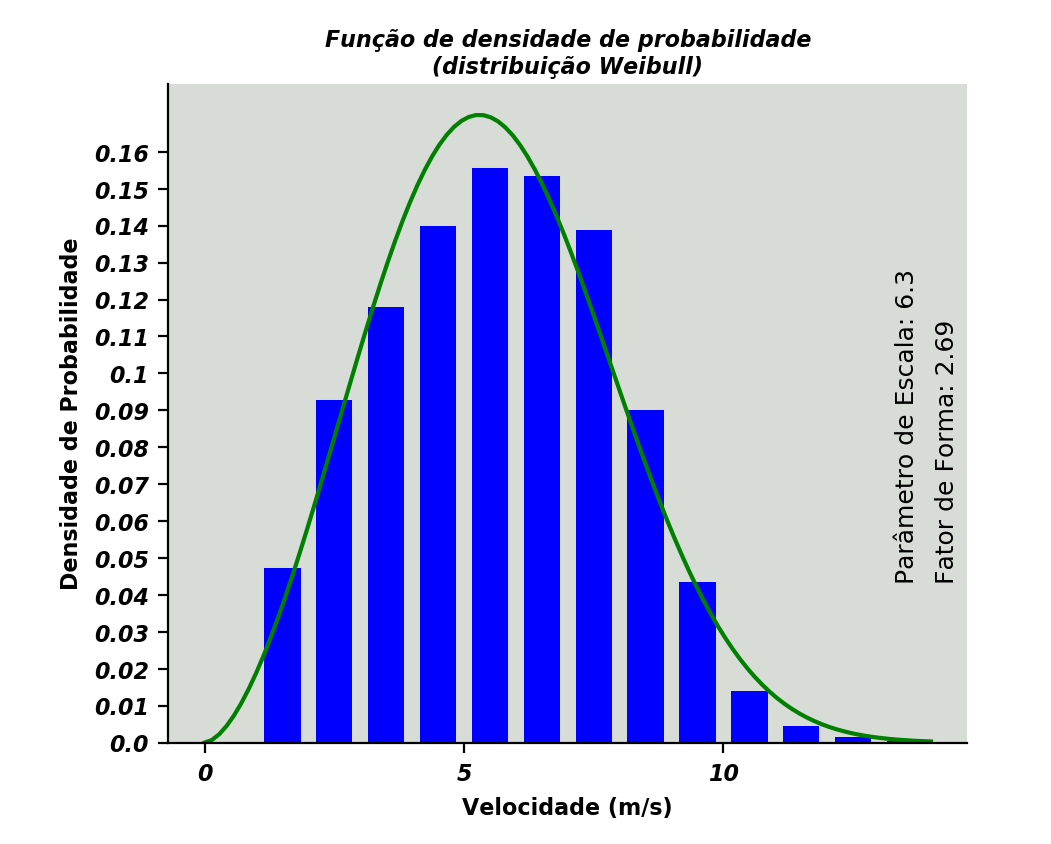 Função de densidade de probabilidade
(distribuição Weibull)
0.16
0.15
0.14
0.13
0.12
0.11
0.1
0.09
0.08
0.07
0.06
0.05
0.04
0.03
0.02
0.01
0.0
Densidade de Probabilidade
Parâmetro de Escala: 6.3
Fator de Forma: 2.69
0 5 10
Velocidade (m/s)